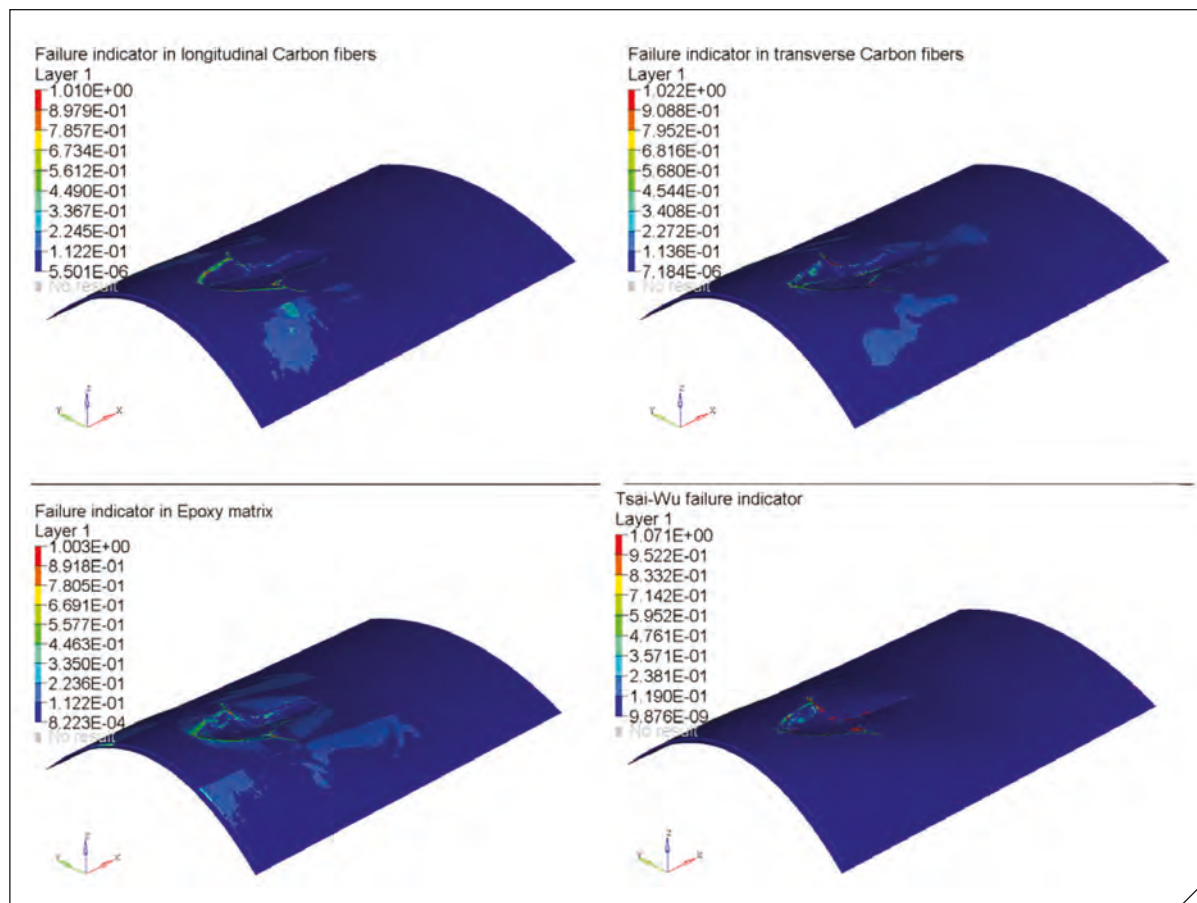 Failure indicator in longitudinal Carbon fibers
Layer 1
1.010E+00
8.979E-01
7.857E-01
6.734E-01
5.612E-01
4.490E-01
3.367E-01
2.245E-01
1.122E-01
5.501E-06
No result
Z
Y
X
Failure indicator in transverse Carbon fibers
Layer 1
1.022E+00
9.088E-01
7.952E-01
6.816E-01
5.680E-01
4.544E-01
3.408E-01
2.272E-01
1.136E-01
7.184E-06
No result
Z
Y
X
Failure indicator in Epoxy matrix
Layer 1
1.003E+00
8.918E-01
7.805E-01
6.691E-01
5.577E-01
4.463E-01
3.350E-01
2.236E-01
1.122E-01
8.223E-04
No result
Z
Y
X
Tsai-Wu failure indicator
Layer 1
1.071E+00
9.522E-01
8.332E-01
7.142E-01
5.952E-01
4.761E-01
3.571E-01
2.381E-01
1.190E-01
9.876E-09
No result
Z
Y
X